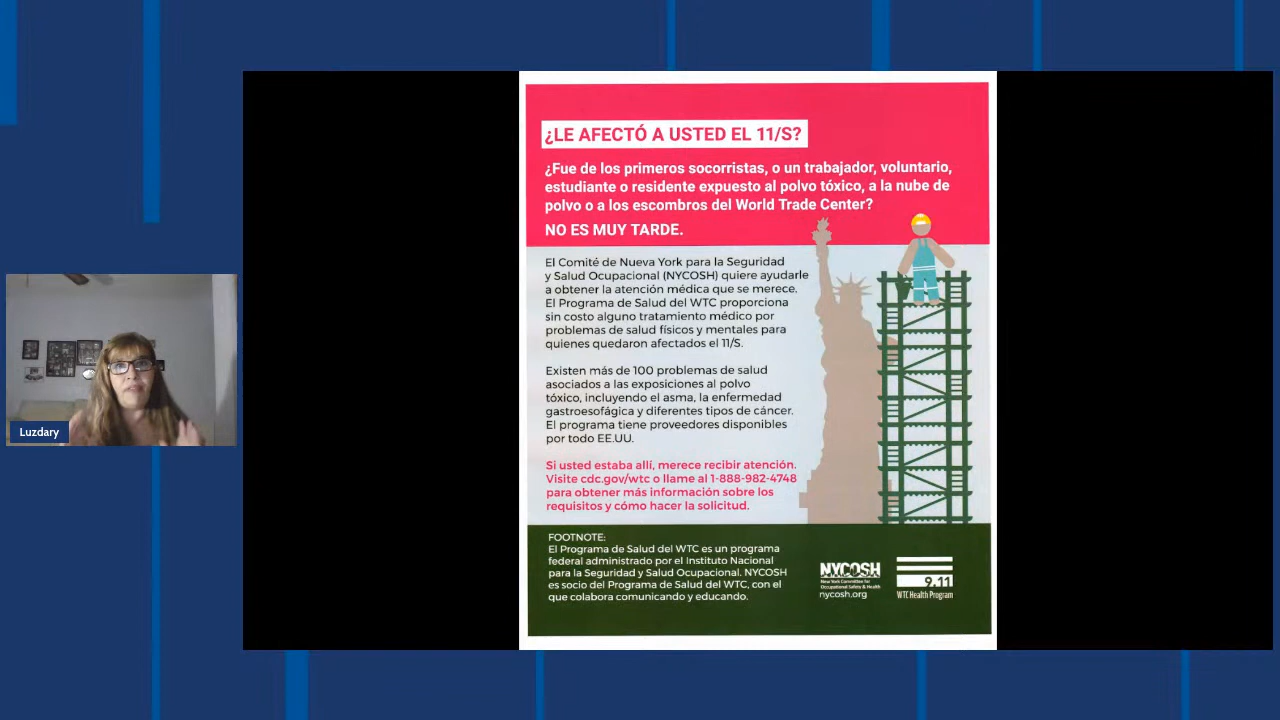 ¿LE AFECTÓ A USTED EL 11/S?
¿Fue de los primeros socorristas, o un trabajador, voluntario,
estudiante o residente expuesto al polvo tóxico, a la nube de
polvo o a los escombros del World Trade Center?
NO ES MUY TARDE.
El Comité de Nueva York para la Seguridad
y Salud Ocupacional (NYCOSH) quiere ayudarle
a obtener la atención médica que se merece.
El Programa de Salud del WTC proporciona
sin costo alguno tratamiento médico por
problemas de salud físicos y mentales para
quienes quedaron afectados el 11/S.
Existen más de 100 problemas de salud
asociados a las exposiciones al polvo
tóxico, incluyendo el asma, la enfermedad
gastroesofágica y diferentes tipos de cáncer.
El programa tiene proveedores disponibles
por todo EE.UU.
Si usted estaba allí, merece recibir atención.
Visite cdc.gov/wtc o llame al 1-888-982-4748
para obtener más información sobre los
requisitos y cómo hacer la solicitud.
FOOTNOTE:
El Programa de Salud del WTC es un programa
federal administrado por el Instituto Nacional
para la Seguridad y Salud Ocupacional. NYCOSH
es socio del Programa de Salud del WTC, con el
que colabora comunicando y educando.
NYCOSH
New York Committee for
Occupational Safety & Health
nycosh.org
9.11
WTC Health Program
Luzdary